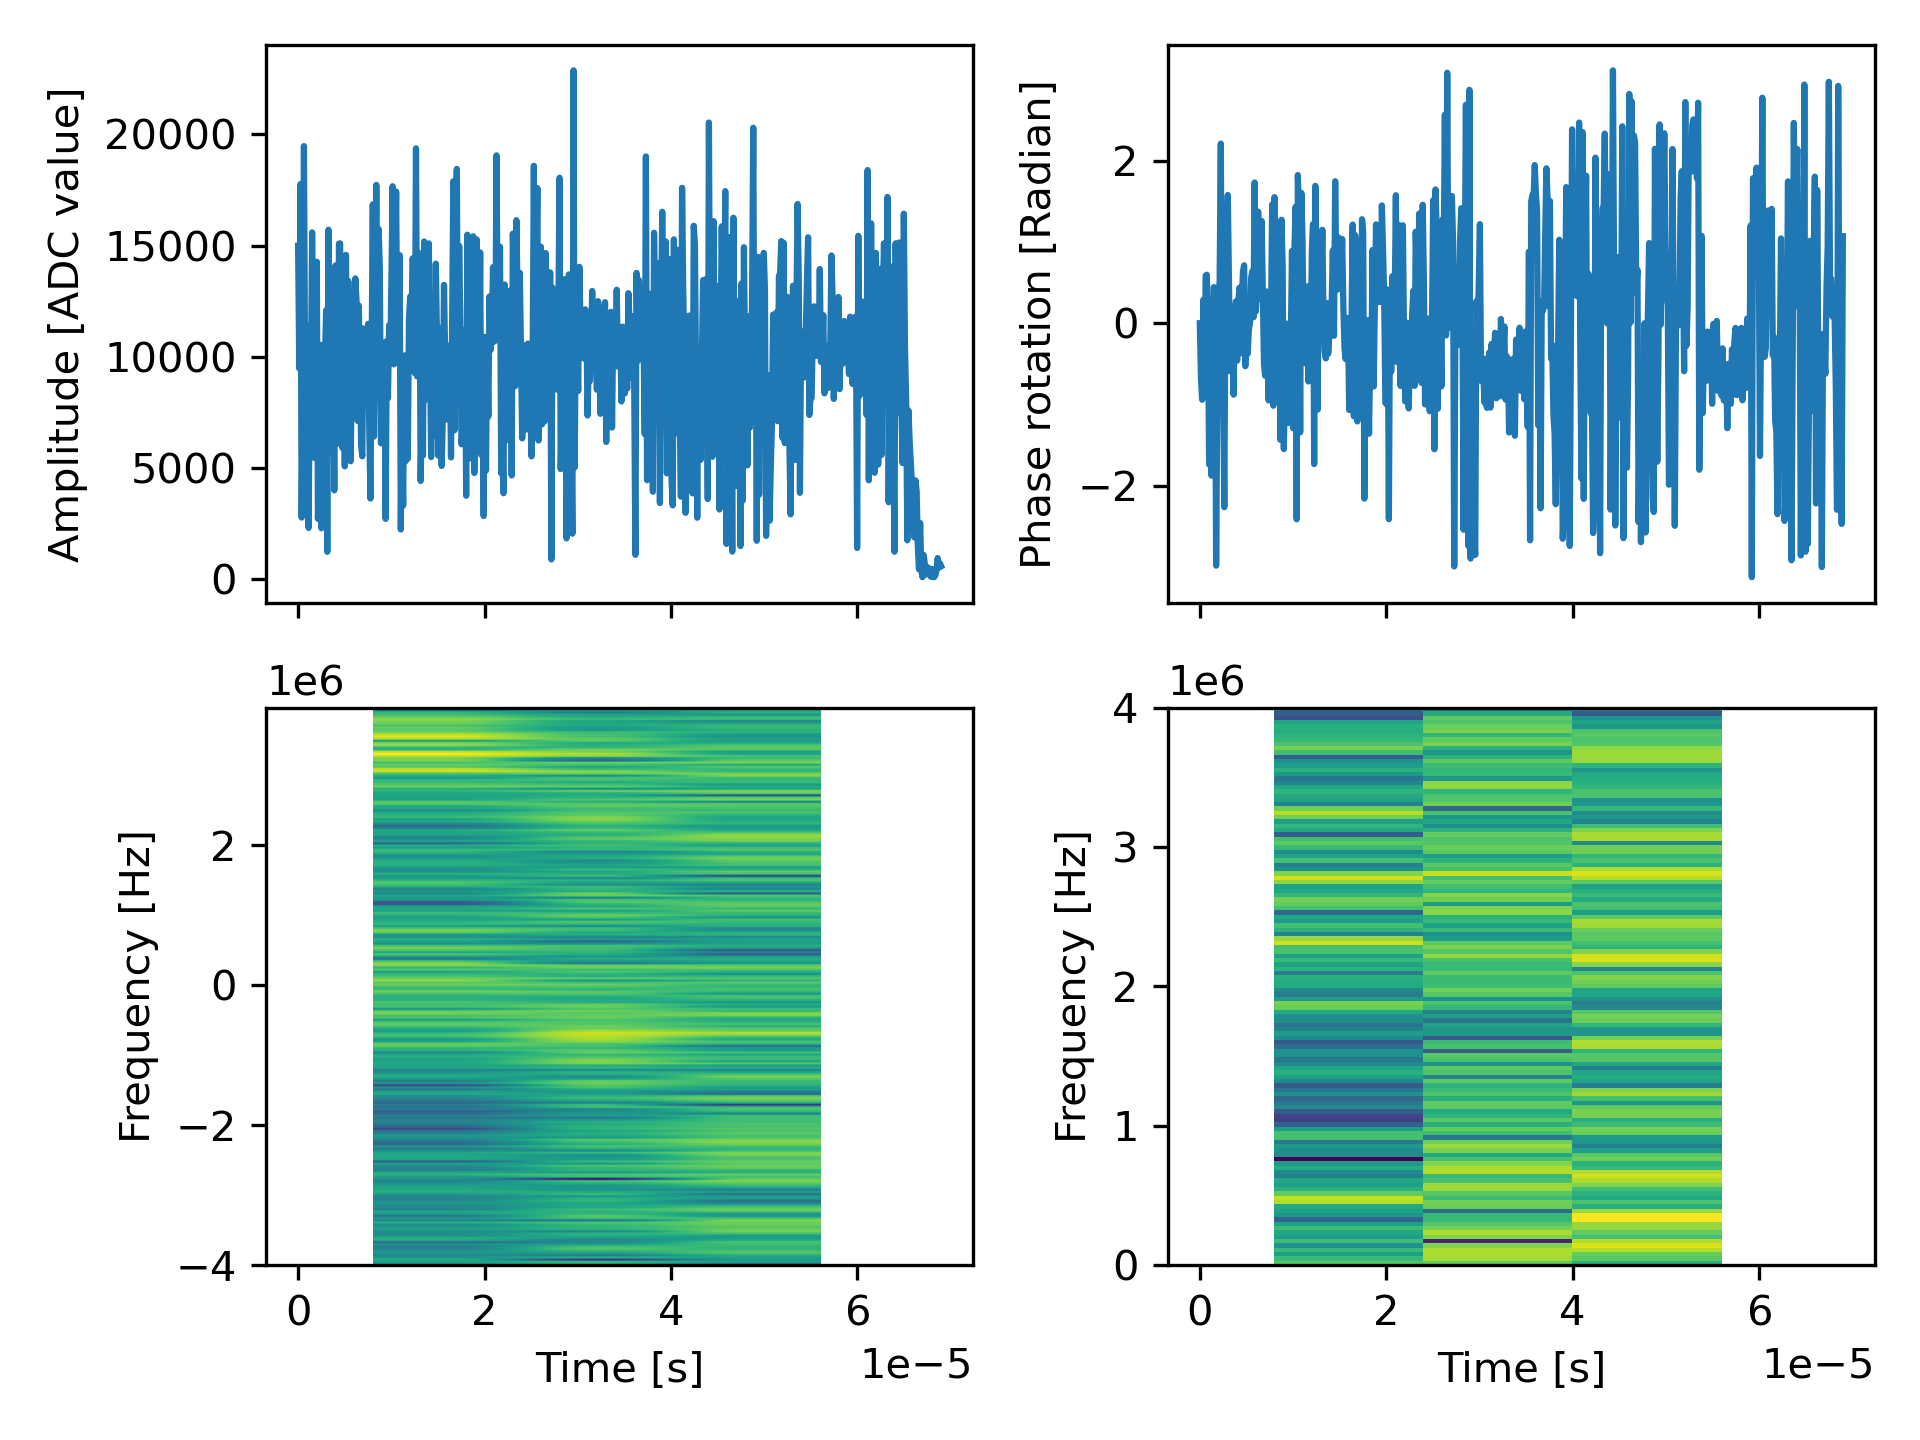 Amplitude [ADC value]
20000
15000
10000
5000
0
Phase rotation [Radian]
2
0
−2
1e6
Frequency [Hz]
2
0
−2
−4
0 2 4 6
Time [s]
1e−5
1e6
Frequency [Hz]
4
3
2
1
0
0 2 4 6
Time [s]
1e−5